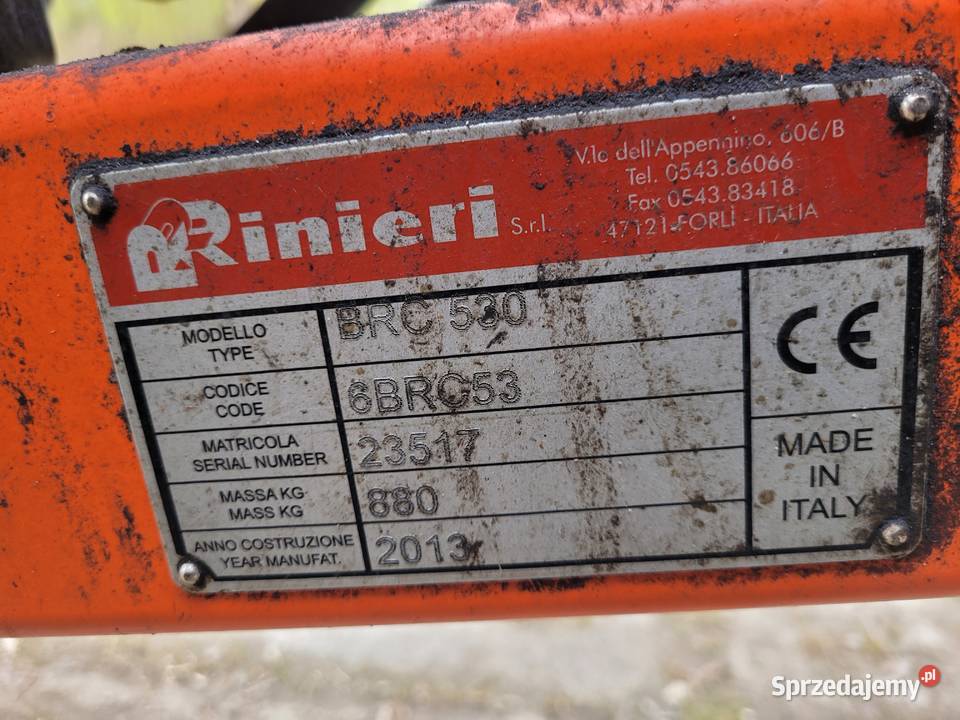 Rinieri S.r.l.
V.le dell'Appennino, 606/B
Tel. 0543.86066
Fax 0543.83418
47121-FORLÌ - ITALIA
MODELLO
TYPE
BRC 530
CODICE
CODE
6BRC53
MATRICOLA
SERIAL NUMBER
23517
MASSA KG
MASS KG
880
ANNO COSTRUZIONE
YEAR MANUFAT.
2013
CE
MADE
IN
ITALY
Sprzedajemy.pl